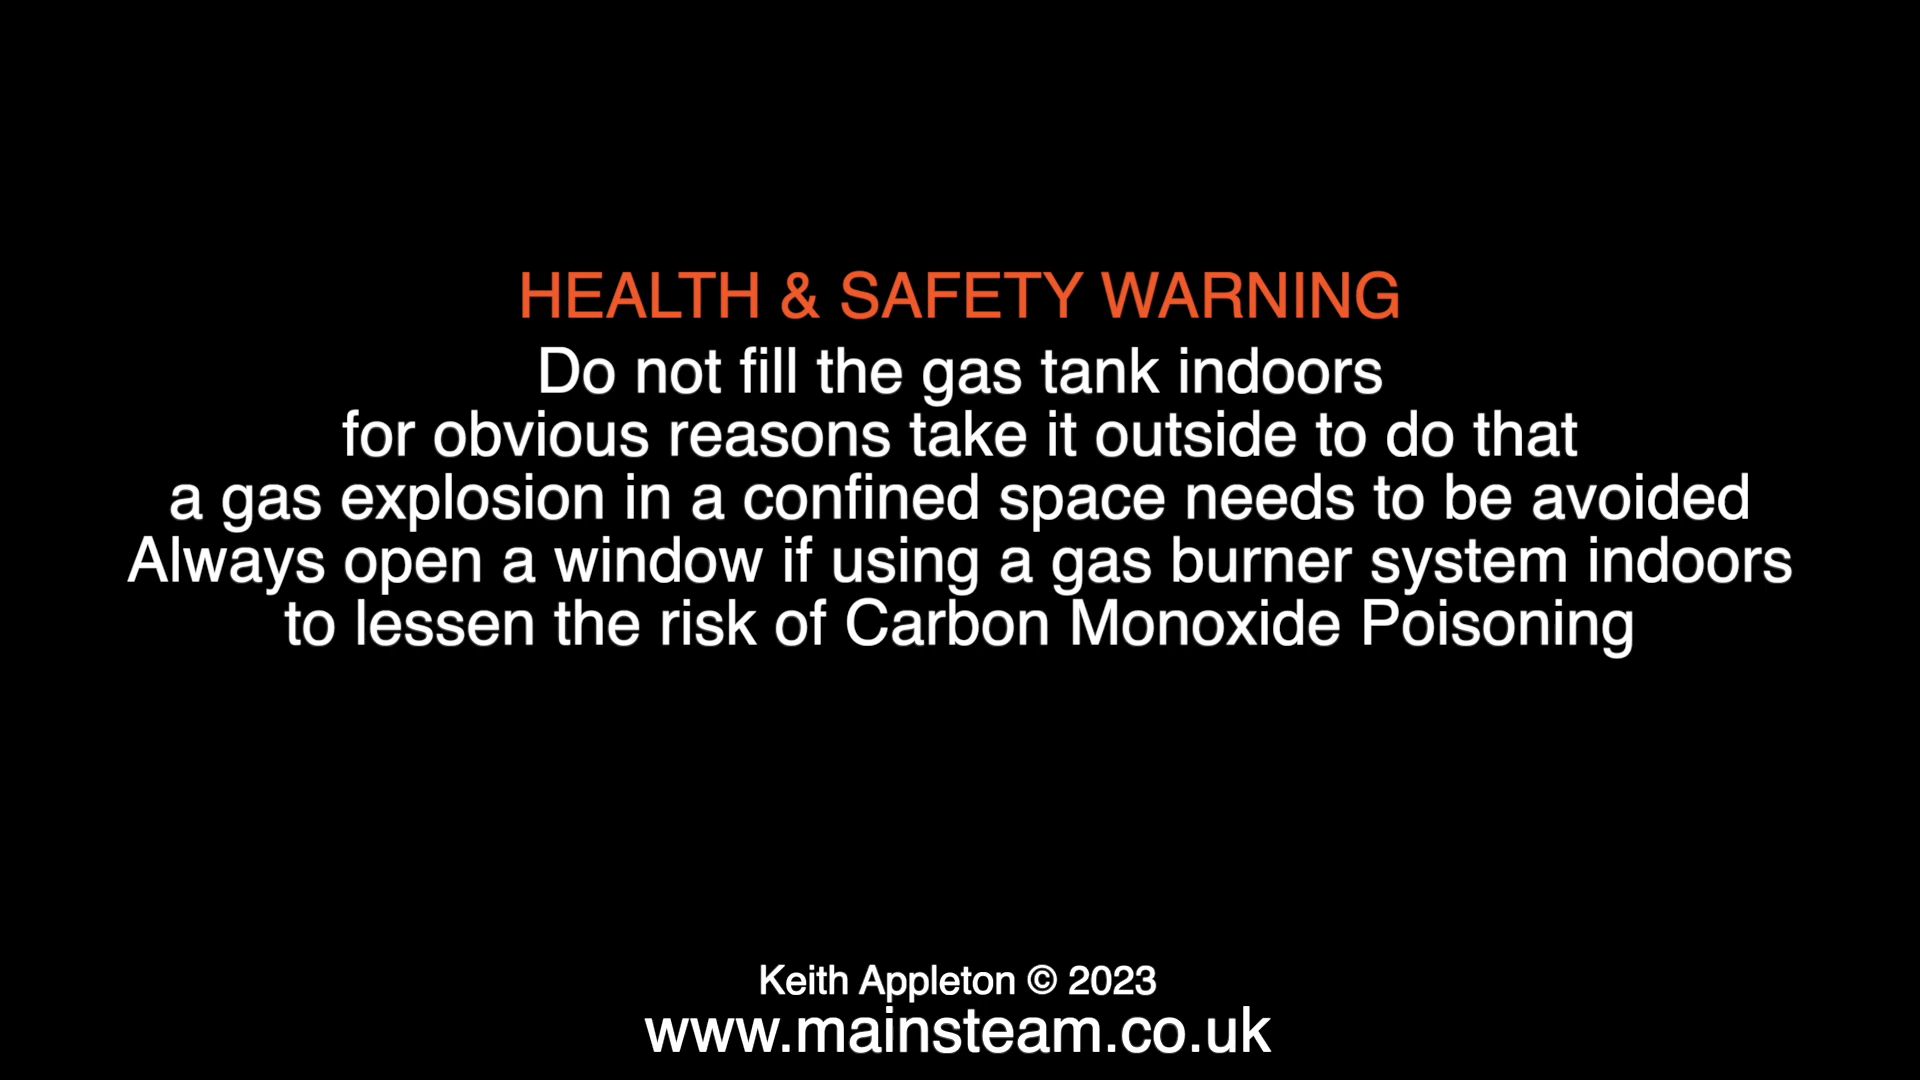 HEALTH & SAFETY WARNING
Do not fill the gas tank indoors
for obvious reasons take it outside to do that
a gas explosion in a confined space needs to be avoided
Always open a window if using a gas burner system indoors
to lessen the risk of Carbon Monoxide Poisoning
Keith Appleton © 2023
www.mainsteam.co.uk